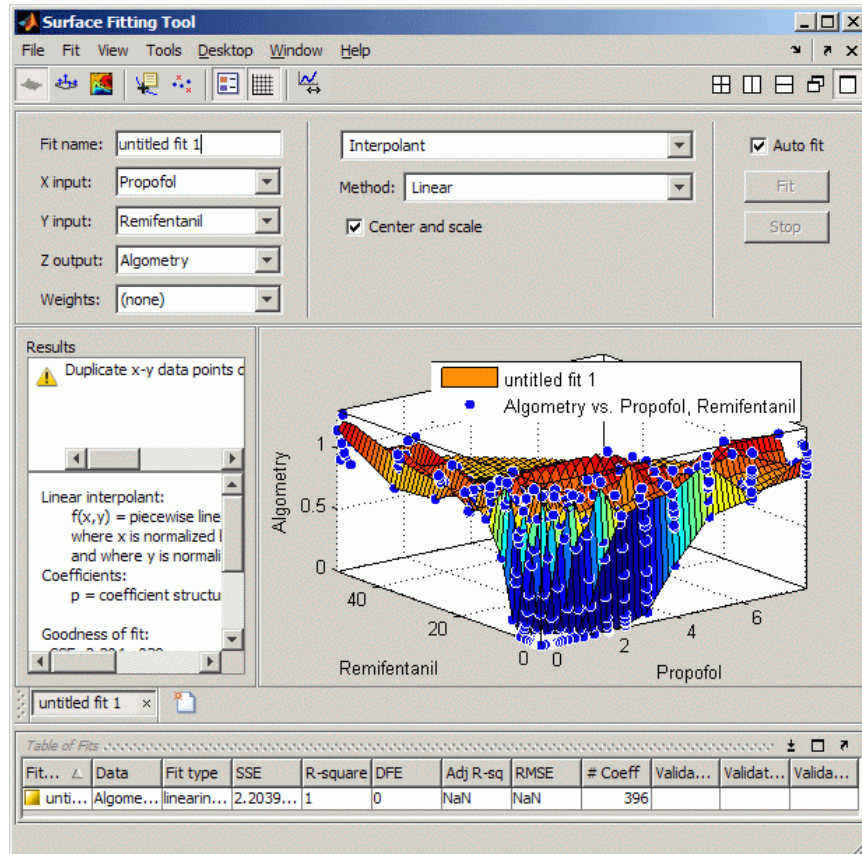 Surface Fitting Tool
File Fit View Tools Desktop Window Help
Fit name: untitled fit 1
X input: Propofol
Y input: Remifentanil
Z output: Algometry
Weights: (none)
Interpolant
Method: Linear
Center and scale
Auto fit
Fit
Stop
Results
Duplicate x-y data points
Linear interpolant:
f(x,y) = piecewise line
where x is normalized
and where y is normali
Coefficients:
p = coefficient structu
Goodness of fit:
untitled fit 1
Algometry vs. Propofol, Remifentanil
Algometry
1
0.5
0
40
20
0
Remifentanil
0
2
4
6
Propofol
untitled fit 1
Table of Fits
Fit... Data Fit type SSE R-square DFE Adj R-sq RMSE # Coeff Valida... Validat... Valida...
unti... Algome... linearin... 2.2039... 1 0 NaN NaN 396